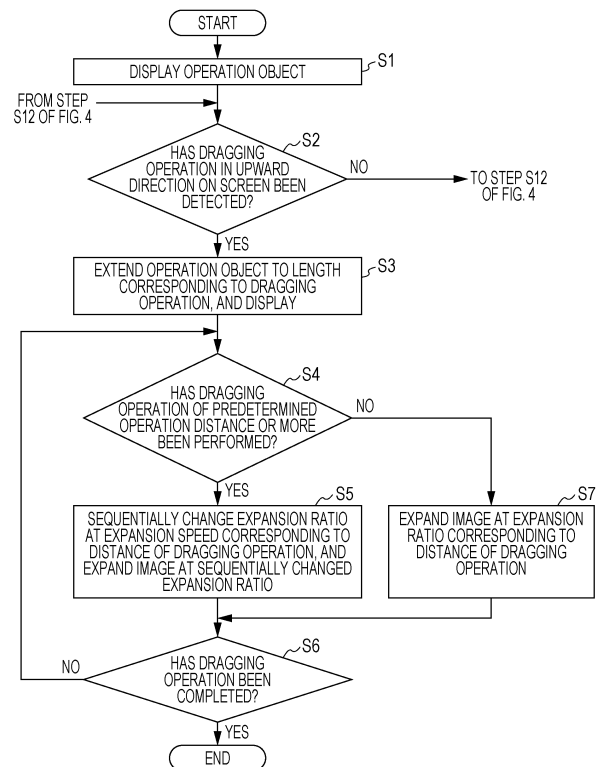 START
DISPLAY OPERATION OBJECT
S1
FROM STEP
S12 OF FIG. 4
S2
HAS DRAGGING
OPERATION IN UPWARD
DIRECTION ON SCREEN BEEN
DETECTED?
NO
TO STEP S12
OF FIG. 4
YES
S3
EXTEND OPERATION OBJECT TO LENGTH
CORRESPONDING TO DRAGGING
OPERATION, AND DISPLAY
S4
HAS DRAGGING
OPERATION OF PREDETERMINED
OPERATION DISTANCE OR MORE
BEEN PERFORMED?
NO
YES
S5
SEQUENTIALLY CHANGE EXPANSION RATIO
AT EXPANSION SPEED CORRESPONDING TO
DISTANCE OF DRAGGING OPERATION, AND
EXPAND IMAGE AT SEQUENTIALLY CHANGED
EXPANSION RATIO
S7
EXPAND IMAGE AT EXPANSION
RATIO CORRESPONDING TO
DISTANCE OF DRAGGING
OPERATION
S6
HAS DRAGGING
OPERATION BEEN
COMPLETED?
NO
YES
END